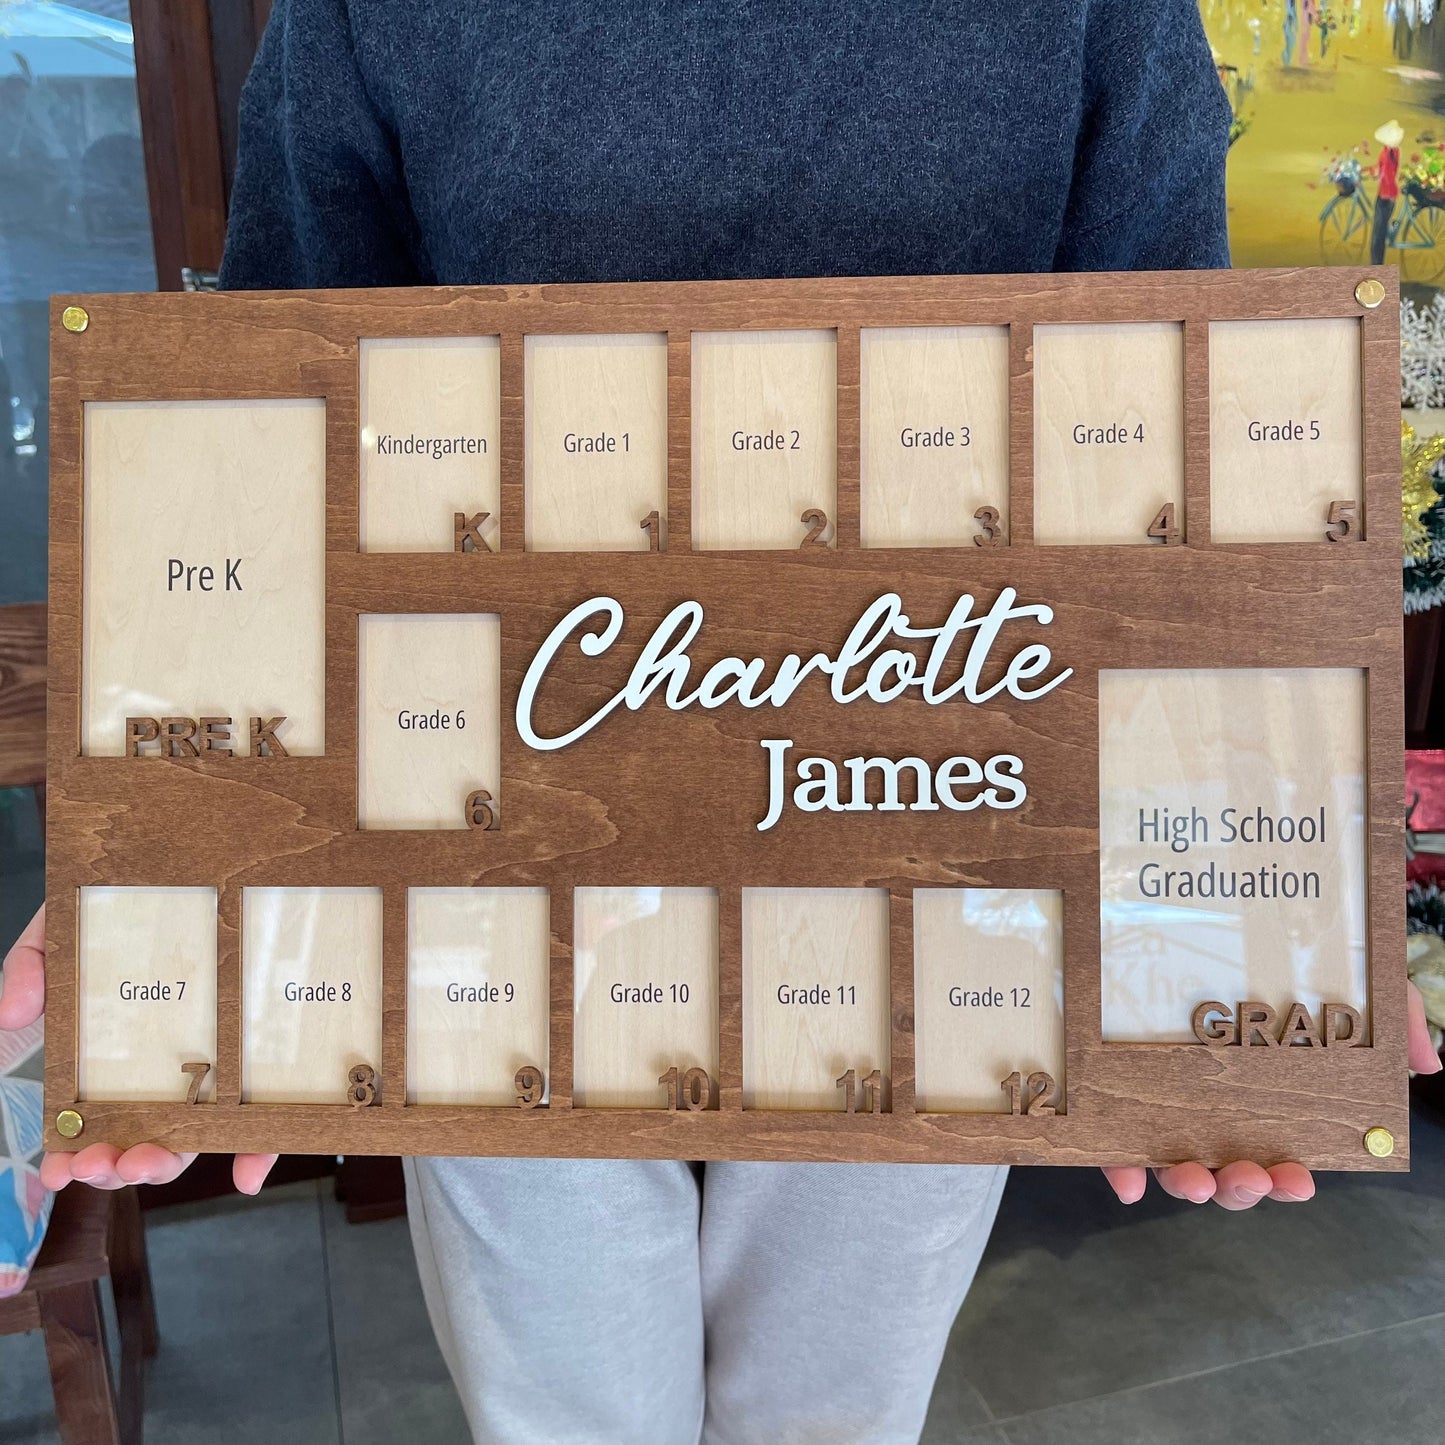 Kindergarten
K
Grade 1
1
Grade 2
2
Grade 3
3
Grade 4
4
Grade 5
5
Pre K
PRE K
Grade 6
6
Charlotte
James
High School
Graduation
GRAD
Grade 7
7
Grade 8
8
Grade 9
9
Grade 10
10
Grade 11
11
Grade 12
12